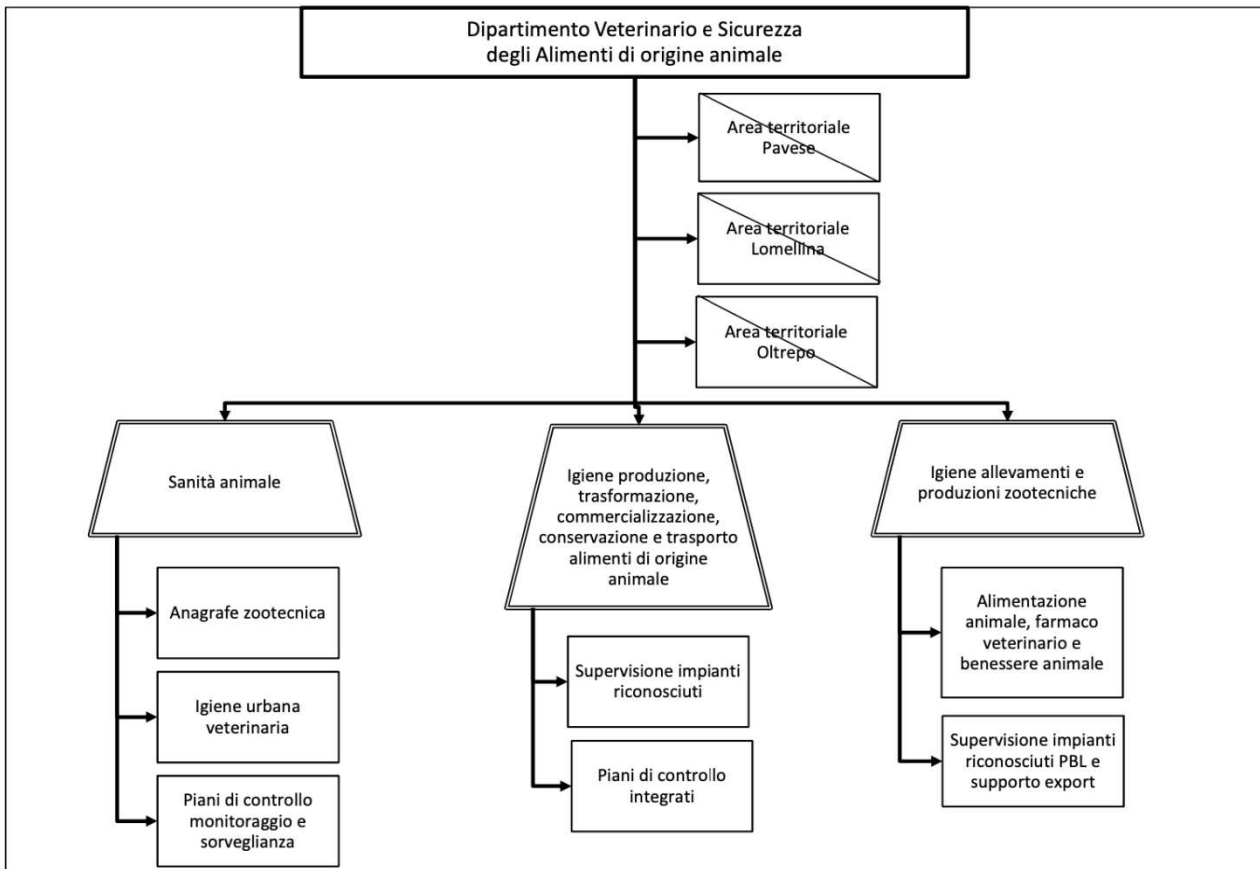 Dipartimento Veterinario e Sicurezza
degli Alimenti di origine animale
Area territoriale
Pavese
Area territoriale
Lomellina
Area territoriale
Oltrepo
Sanità animale
Igiene produzione,
trasformazione,
commercializzazione,
conservazione e trasporto
alimenti di origine
animale
Igiene allevamenti e
produzioni zootecniche
Anagrafe zootecnica
Igiene urbana
veterinaria
Piani di controllo
monitoraggio e
sorveglianza
Supervisione impianti
riconosciuti
Piani di controllo
integrati
Alimentazione
animale, farmaco
veterinario e
benessere animale
Supervisione impianti
riconosciuti PBL e
supporto export